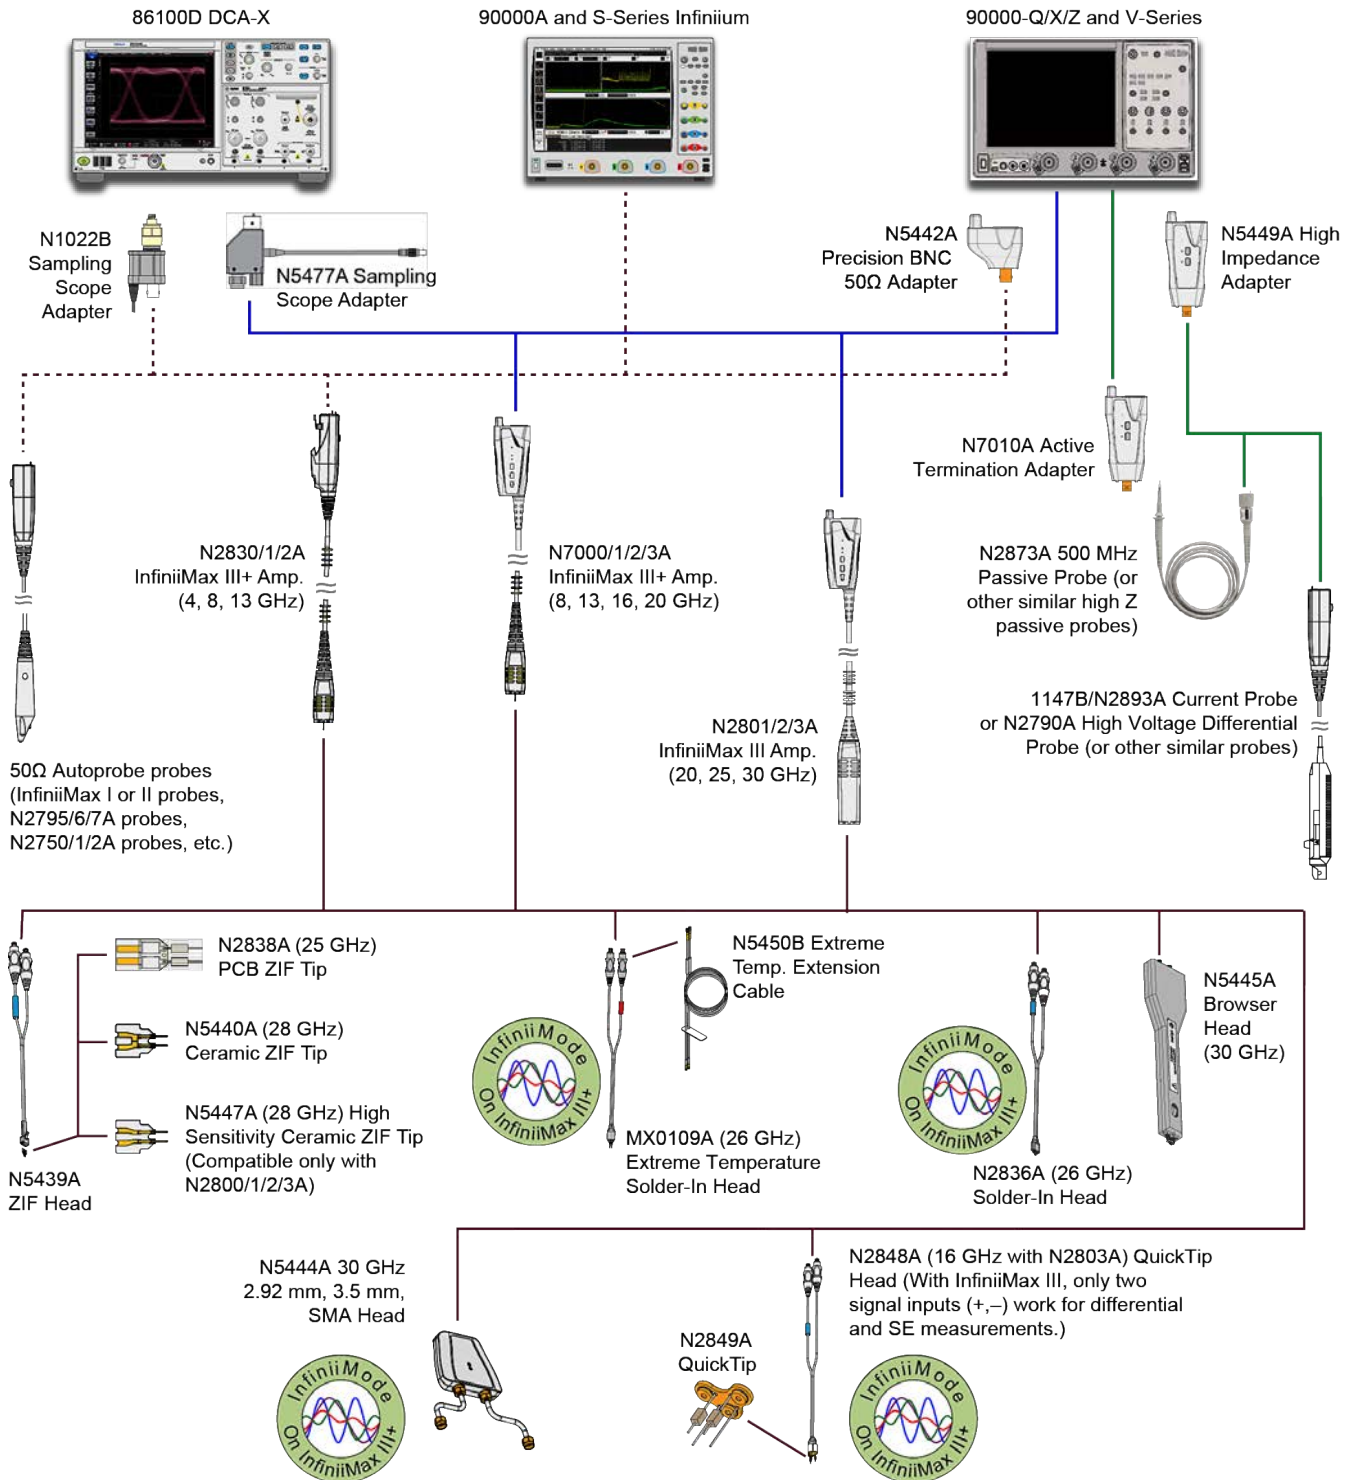 86100D DCA-X
90000A and S-Series Infiniium
90000-Q/X/Z and V-Series
N1022B
Sampling
Scope
Adapter
N5477A Sampling
Scope Adapter
N5442A
Precision BNC
50Ω Adapter
N5449A High
Impedance
Adapter
N7010A Active
Termination Adapter
N2830/1/2A
InfiniiMax III+ Amp.
(4, 8, 13 GHz)
N7000/1/2/3A
InfiniiMax III+ Amp.
(8, 13, 16, 20 GHz)
N2873A 500 MHz
Passive Probe (or
other similar high Z
passive probes)
N2801/2/3A
InfiniiMax III Amp.
(20, 25, 30 GHz)
1147B/N2893A Current Probe
or N2790A High Voltage Differential
Probe (or other similar probes)
50Ω Autoprobe probes
(InfiniiMax I or II probes,
N2795/6/7A probes,
N2750/1/2A probes, etc.)
N2838A (25 GHz)
PCB ZIF Tip
N5440A (28 GHz)
Ceramic ZIF Tip
N5447A (28 GHz) High
Sensitivity Ceramic ZIF Tip
(Compatible only with
N2800/1/2/3A)
N5439A
ZIF Head
N5450B Extreme
Temp. Extension
Cable
InfiniiMode
On InfiniiMax III+
MX0109A (26 GHz)
Extreme Temperature
Solder-In Head
InfiniiMode
On InfiniiMax III+
N2836A (26 GHz)
Solder-In Head
N5445A
Browser
Head
(30 GHz)
N5444A 30 GHz
2.92 mm, 3.5 mm,
SMA Head
InfiniiMode
On InfiniiMax III+
N2849A
QuickTip
N2848A (16 GHz with N2803A) QuickTip
Head (With InfiniiMax III, only two
signal inputs (+,–) work for differential
and SE measurements.)
InfiniiMode
On InfiniiMax III+